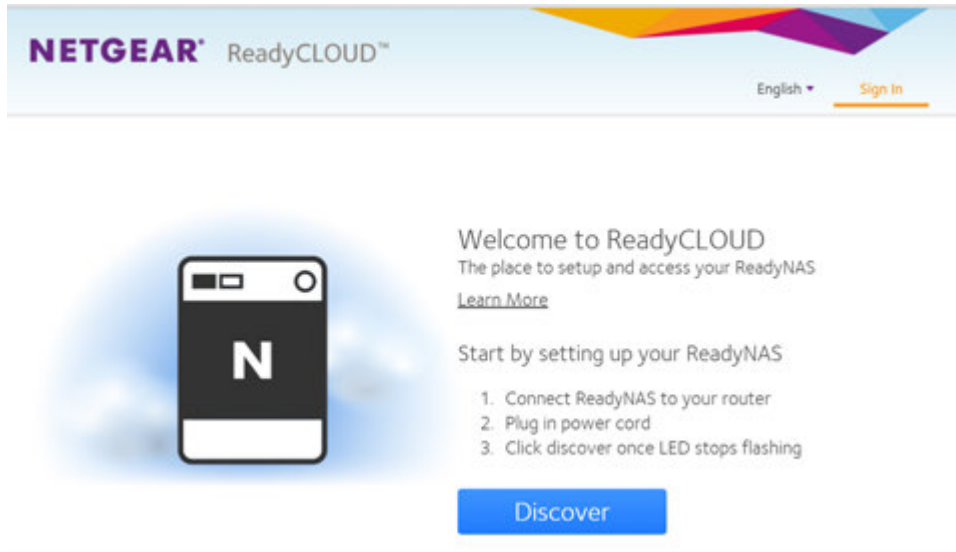 NETGEAR® ReadyCLOUD™
English Sign In
N
Welcome to ReadyCLOUD
The place to setup and access your ReadyNAS
Learn More
Start by setting up your ReadyNAS
1. Connect ReadyNAS to your router
2. Plug in power cord
3. Click discover once LED stops flashing
Discover